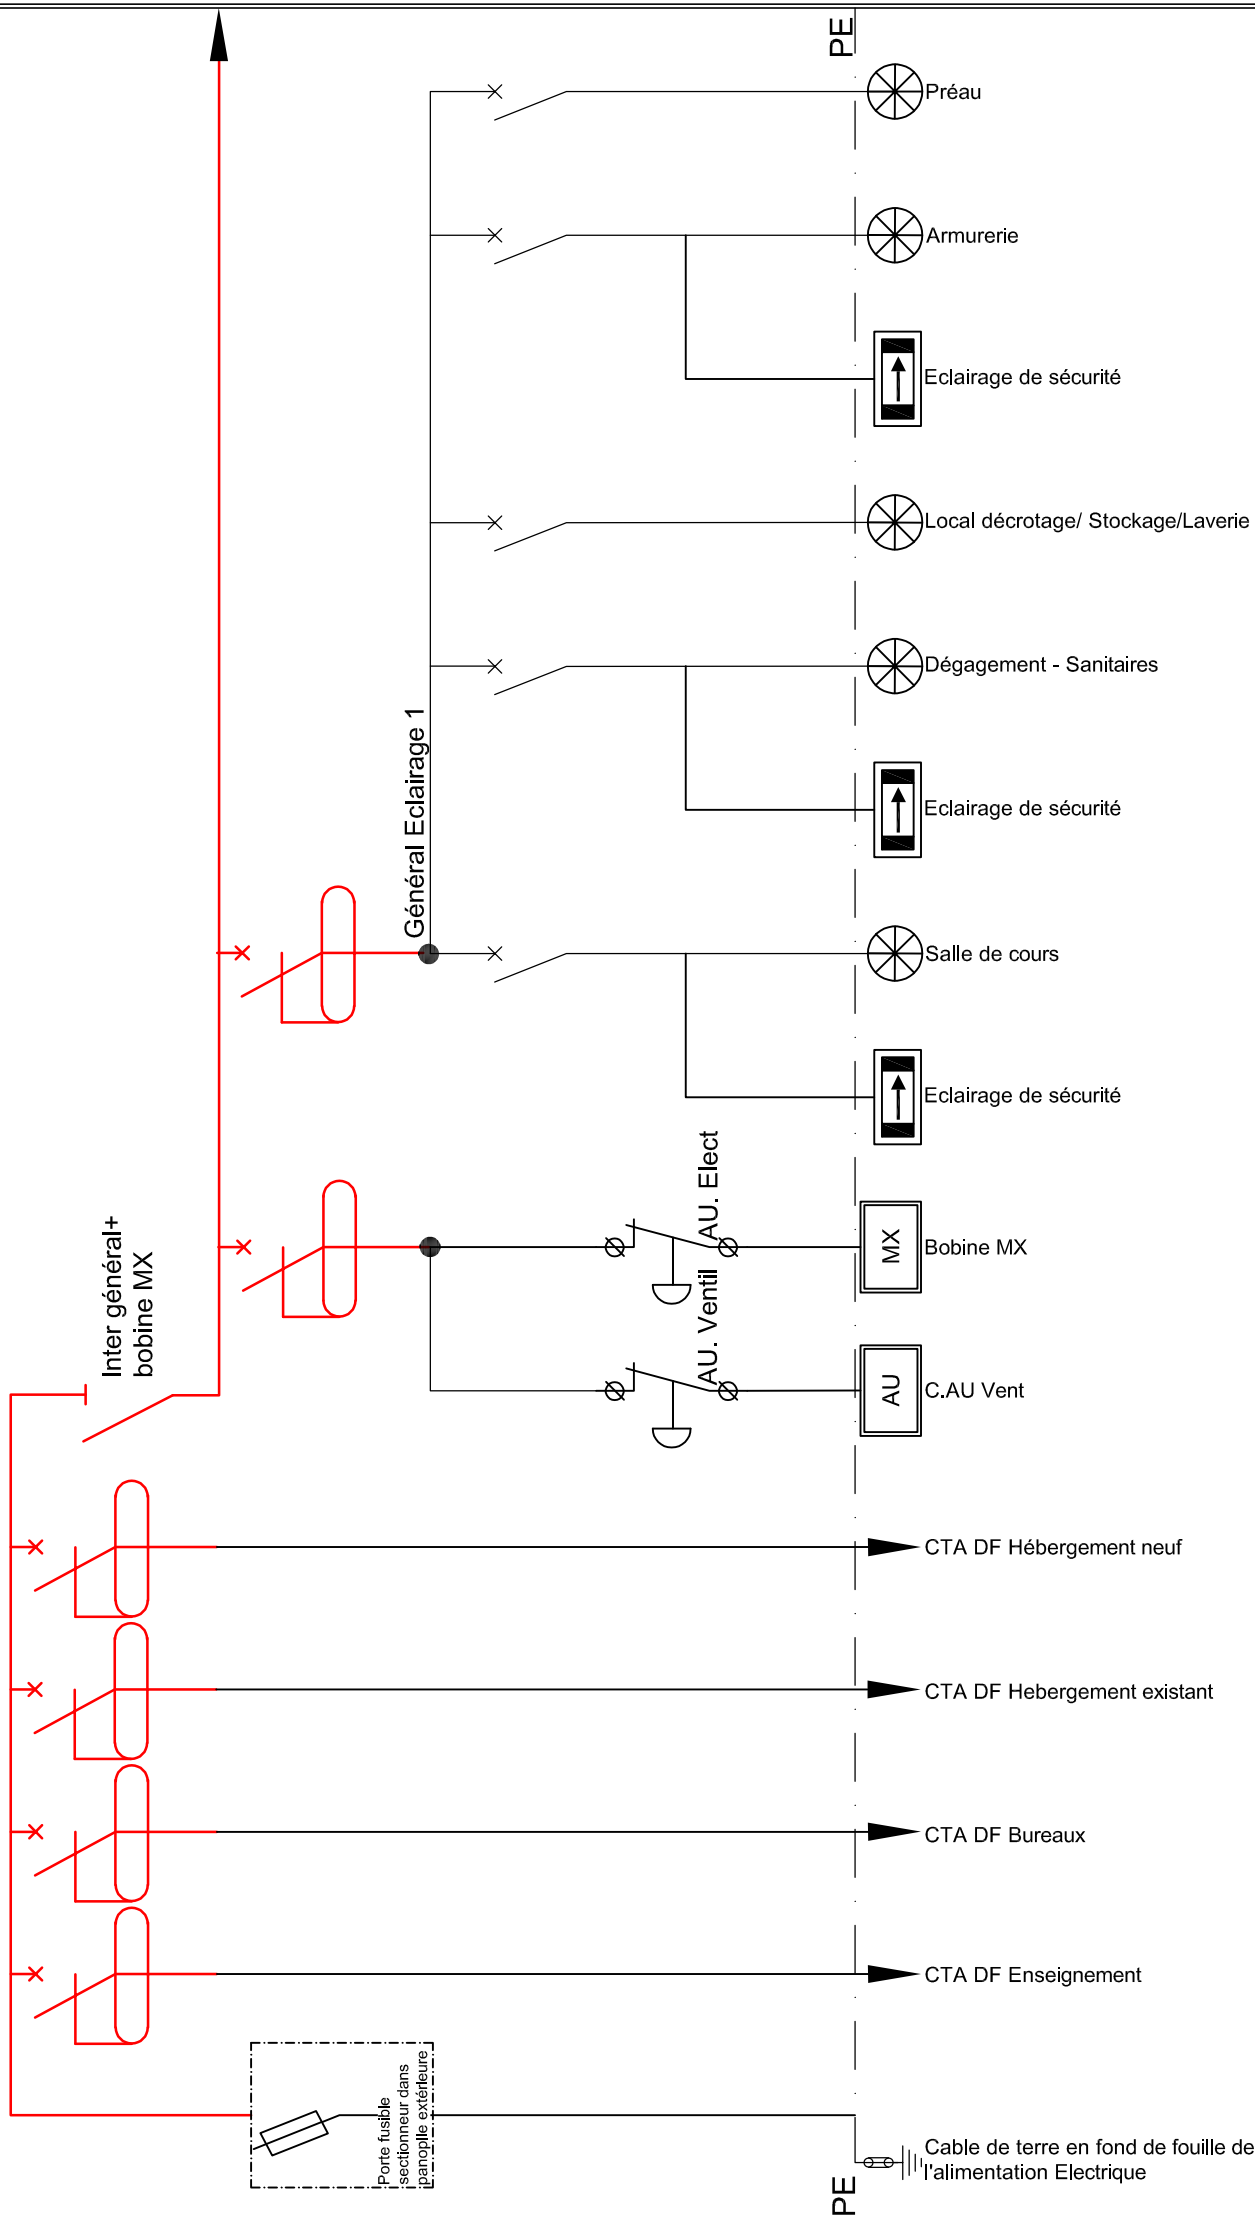 PE
Préau
Armurerie
Eclairage de sécurité
Local décrotage/ Stockage/Laverie
Dégagement - Sanitaires
Général Eclairage 1
Eclairage de sécurité
Salle de cours
Eclairage de sécurité
Inter général+
bobine MX
AU. Elect
MX
Bobine MX
AU. Ventil
AU
C.AU Vent
CTA DF Hébergement neuf
CTA DF Hebergement existant
CTA DF Bureaux
CTA DF Enseignement
Porte fusible
sectionneur dans
panoplie extérieure
PE
Cable de terre en fond de fouille de
l'alimentation Electrique